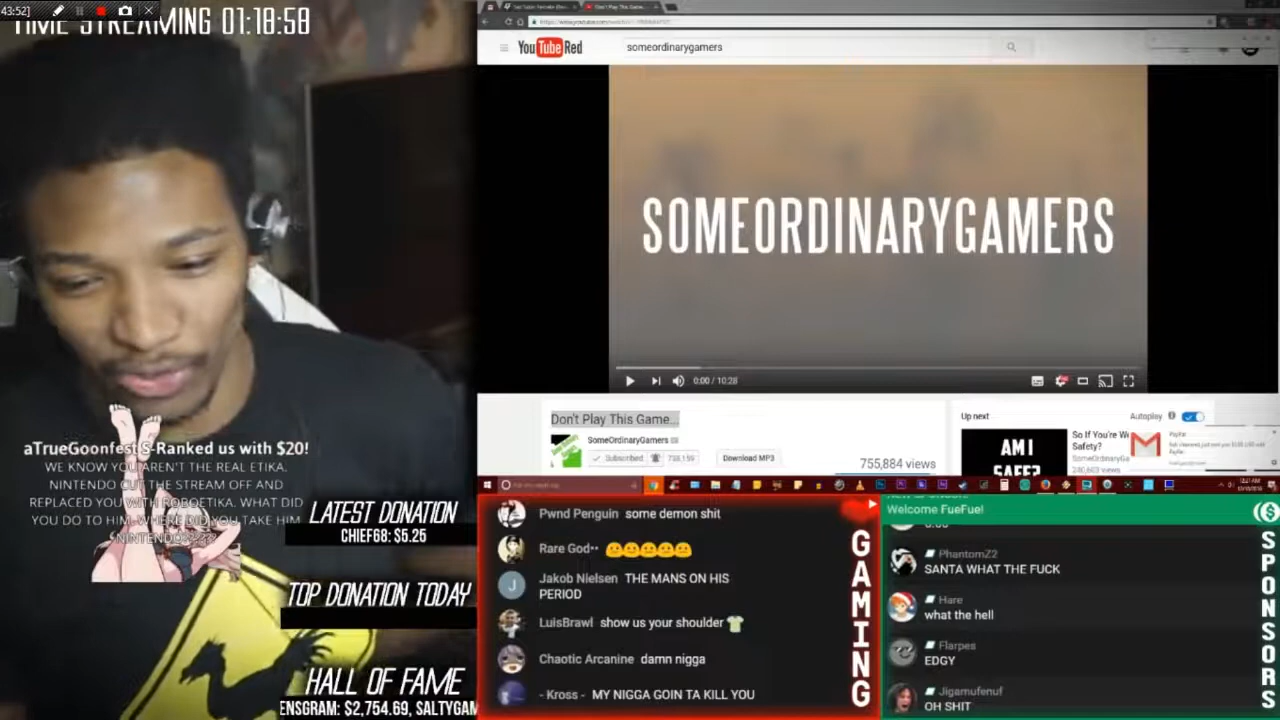 43:52]
TIME STREAMING 01:18:58
YouTube Red
someordinarygamers
SOMEORDINARYGAMERS
0:00 / 10:28
Don't Play This Game...
SomeOrdinaryGamers
Subscribed
Download MP3
755,884 views
Up next
Autoplay
AM I
SAFE?
So If You're We
Safety?
SomeOrdinaryGa
PayPal
aTrueGoonfest S-Ranked us with $20!
WE KNOW YOU AREN'T THE REAL ETIKA.
NINTENDO CUT THE STREAM OFF AND
REPLACED YOU WITH ROBOETIKA. WHAT DID
YOU DO TO HIM-WHERE DID YOU TAKE HIM
NINTENDO????
LATEST DONATION
CHIEF68: $5.25
TOP DONATION TODAY
HALL OF FAME
ENSGRAM: $2,754.69, SALTYGAM
Pwnd Penguin some demon shit
Rare God
Jakob Nielsen THE MANS ON HIS
PERIOD
LuisBrawl show us your shoulder
Chaotic Arcanine damn nigga
- Kross - MY NIGGA GOIN TA KILL YOU
GAMING
Welcome FueFue!
PhantomZ2
SANTA WHAT THE FUCK
Hare
what the hell
Flarpes
EDGY
Jigamufenuf
OH SHIT
SPONSORS